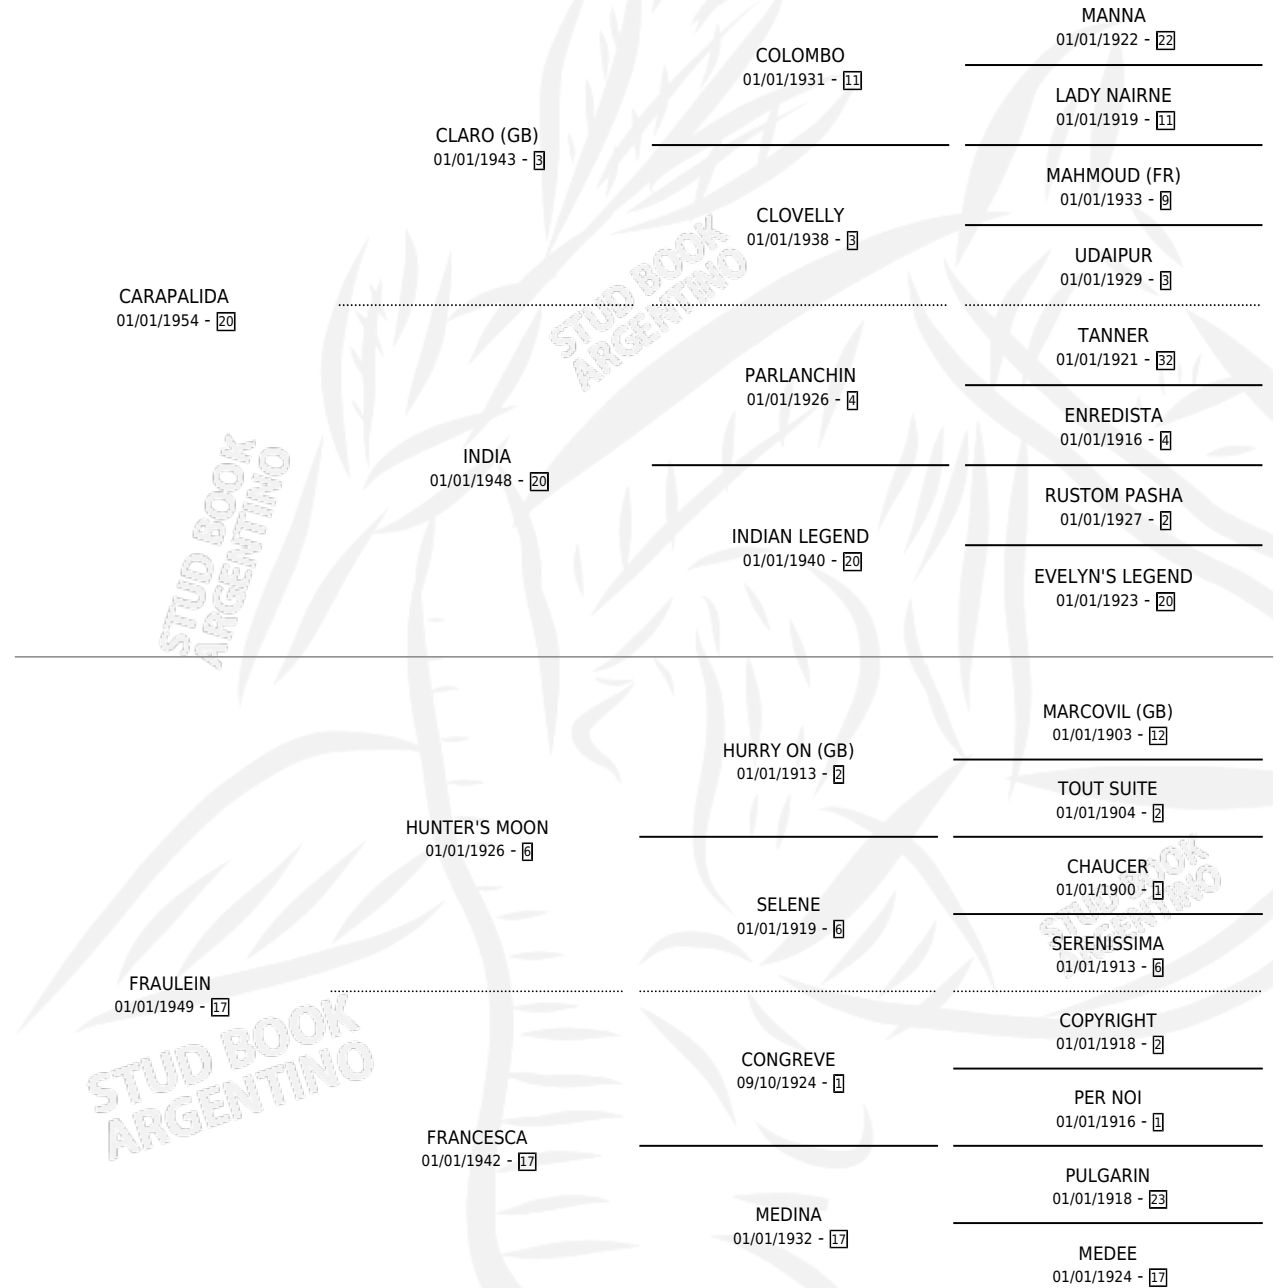 MANNA
01/01/1922 - 22
COLOMBO
01/01/1931 - 11
LADY NAIRNE
01/01/1919 - 11
CLARO (GB)
01/01/1943 - 3
MAHMOUD (FR)
01/01/1933 - 9
CLOVELLY
01/01/1938 - 3
UDAIPUR
01/01/1929 - 3
CARAPALIDA
01/01/1954 - 20
TANNER
01/01/1921 - 32
PARLANCHIN
01/01/1926 - 4
ENREDISTA
01/01/1916 - 4
INDIA
01/01/1948 - 20
RUSTOM PASHA
01/01/1927 - 2
INDIAN LEGEND
01/01/1940 - 20
EVELYN'S LEGEND
01/01/1923 - 20
STUD BOOK
ARGENTINO
STUD BOOK
ARGENTINO
MARCOVIL (GB)
01/01/1903 - 12
HURRY ON (GB)
01/01/1913 - 2
TOUT SUITE
01/01/1904 - 2
HUNTER'S MOON
01/01/1926 - 6
CHAUCER
01/01/1900 - 1
SELENE
01/01/1919 - 6
SERENISSIMA
01/01/1913 - 6
FRAULEIN
01/01/1949 - 17
COPYRIGHT
01/01/1918 - 2
CONGREVE
09/10/1924 - 1
PER NOI
01/01/1916 - 1
FRANCESCA
01/01/1942 - 17
PULGARIN
01/01/1918 - 23
MEDINA
01/01/1932 - 17
MEDEE
01/01/1924 - 17
STUD BOOK
ARGENTINO
STUD BOOK
ARGENTINO